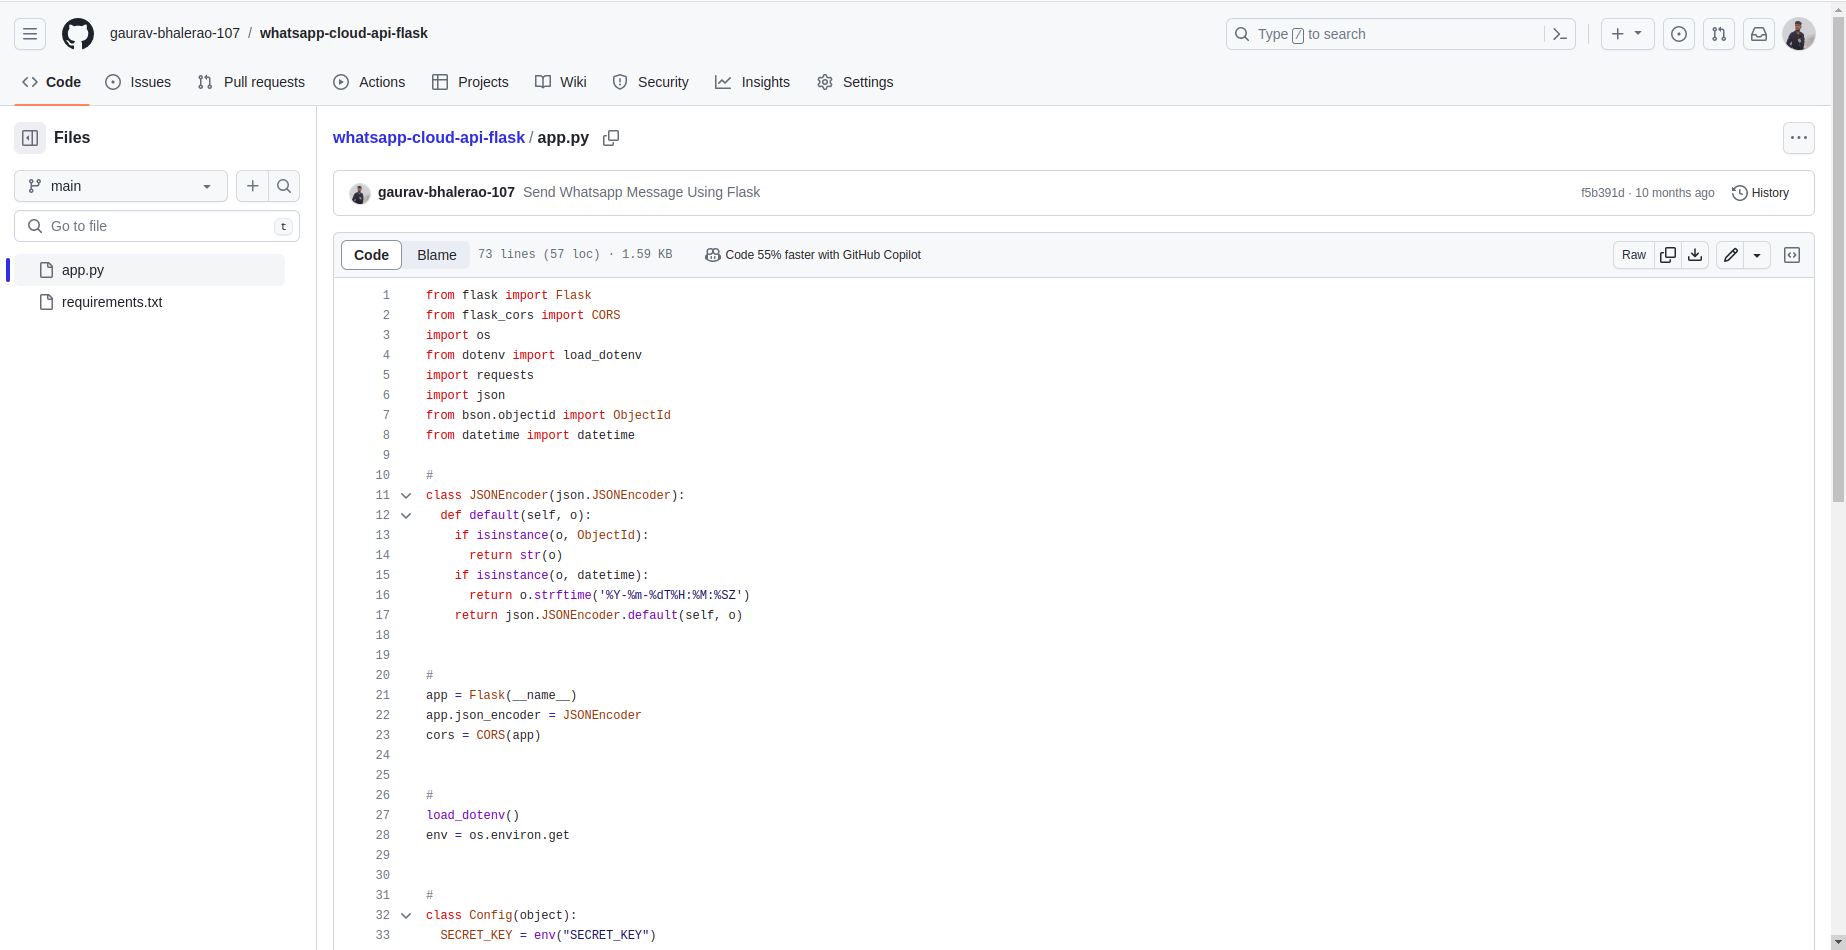 gaurav-bhalerao-107 / whatsapp-cloud-api-flask
Type / to search
Code Issues Pull requests Actions Projects Wiki Security Insights Settings
Files
main
Go to file t
app.py
requirements.txt
whatsapp-cloud-api-flask / app.py
gaurav-bhalerao-107 Send Whatsapp Message Using Flask f5b391d · 10 months ago History
Code Blame 73 lines (57 loc) · 1.59 KB Code 55% faster with GitHub Copilot Raw
1 from flask import Flask
2 from flask_cors import CORS
3 import os
4 from dotenv import load_dotenv
5 import requests
6 import json
7 from bson.objectid import ObjectId
8 from datetime import datetime
9
10 #
11 class JSONEncoder(json.JSONEncoder):
12   def default(self, o):
13     if isinstance(o, ObjectId):
14       return str(o)
15     if isinstance(o, datetime):
16       return o.strftime('%Y-%m-%dT%H:%M:%SZ')
17     return json.JSONEncoder.default(self, o)
18
19
20 #
21 app = Flask(__name__)
22 app.json_encoder = JSONEncoder
23 cors = CORS(app)
24
25
26 #
27 load_dotenv()
28 env = os.environ.get
29
30
31 #
32 class Config(object):
33   SECRET_KEY = env("SECRET_KEY")